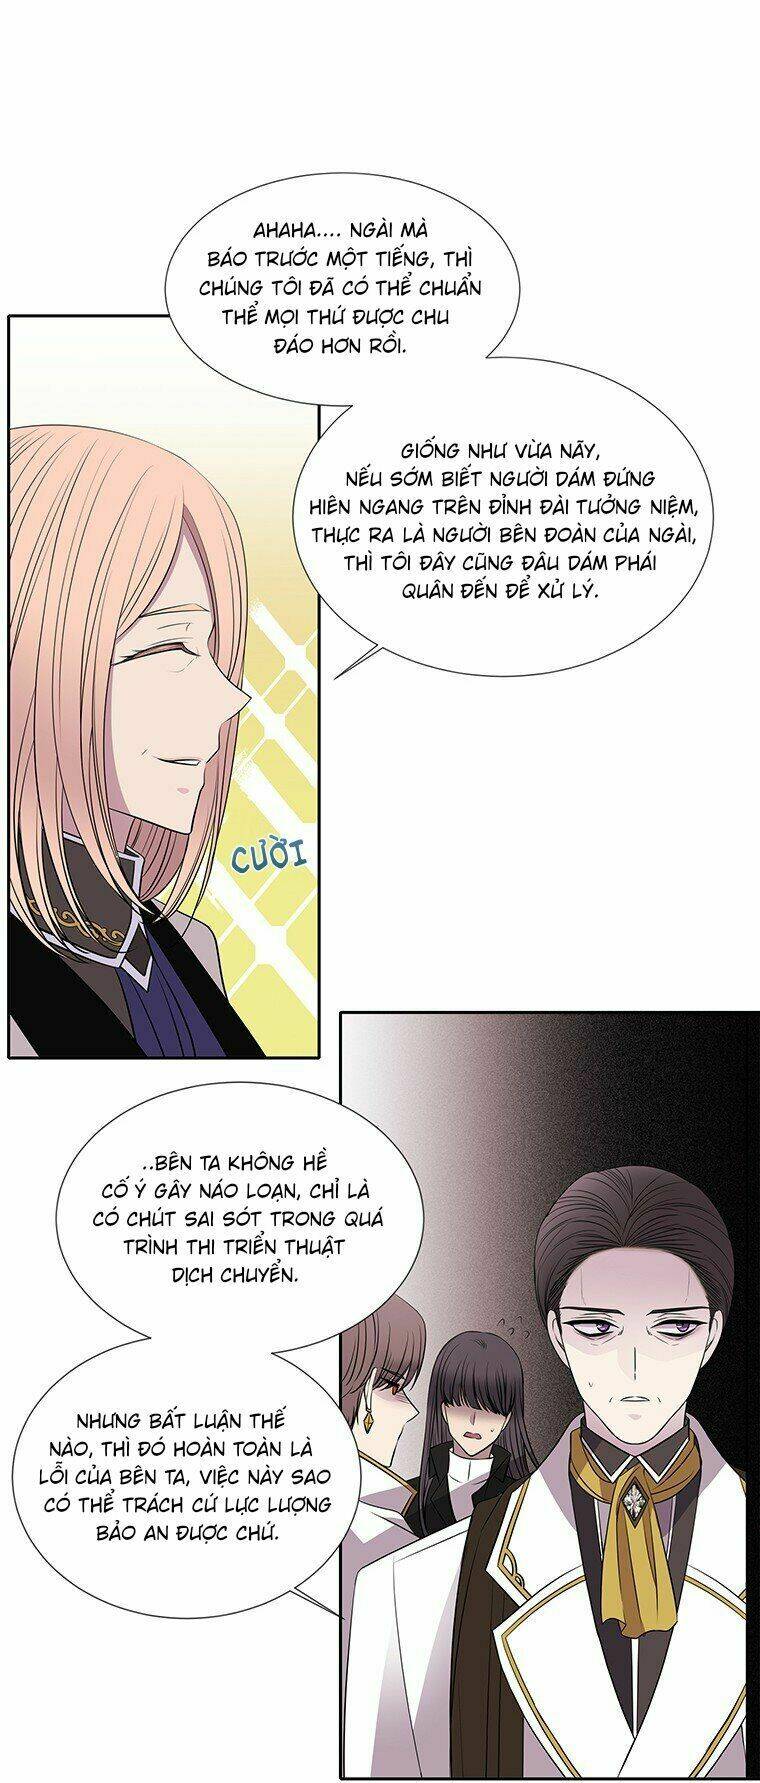 AHAHA.... NGÀI MÀ
BÁO TRƯỚC MỘT TIẾNG, THÌ
CHÚNG TÔI ĐÃ CÓ THỂ CHUẨN
THỂ MỌI THỨ ĐƯỢC CHU
ĐÁO HƠN RỒI.
GIỐNG NHƯ VỪA NÃY,
NẾU SỚM BIẾT NGƯỜI DÁM ĐỨNG
HIÊN NGANG TRÊN ĐỈNH ĐÀI TƯỞNG NIỆM,
THỰC RA LÀ NGƯỜI BÊN ĐOÀN CỦA NGÀI,
THÌ TÔI ĐÂY CŨNG ĐÂU DÁM PHÁI
QUÂN ĐẾN ĐỂ XỬ LÝ.
CƯỜI
..BÊN TA KHÔNG HỀ
CỐ Ý GÂY NÁO LOẠN, CHỈ LÀ
CÓ CHÚT SAI SÓT TRONG QUÁ
TRÌNH THI TRIỂN THUẬT
DỊCH CHUYỂN.
NHƯNG BẤT LUẬN THẾ
NÀO, THÌ ĐÓ HOÀN TOÀN LÀ
LỖI CỦA BÊN TA, VIỆC NÀY SAO
CÓ THỂ TRÁCH CỨ LỰC LƯỢNG
BẢO AN ĐƯỢC CHỨ.